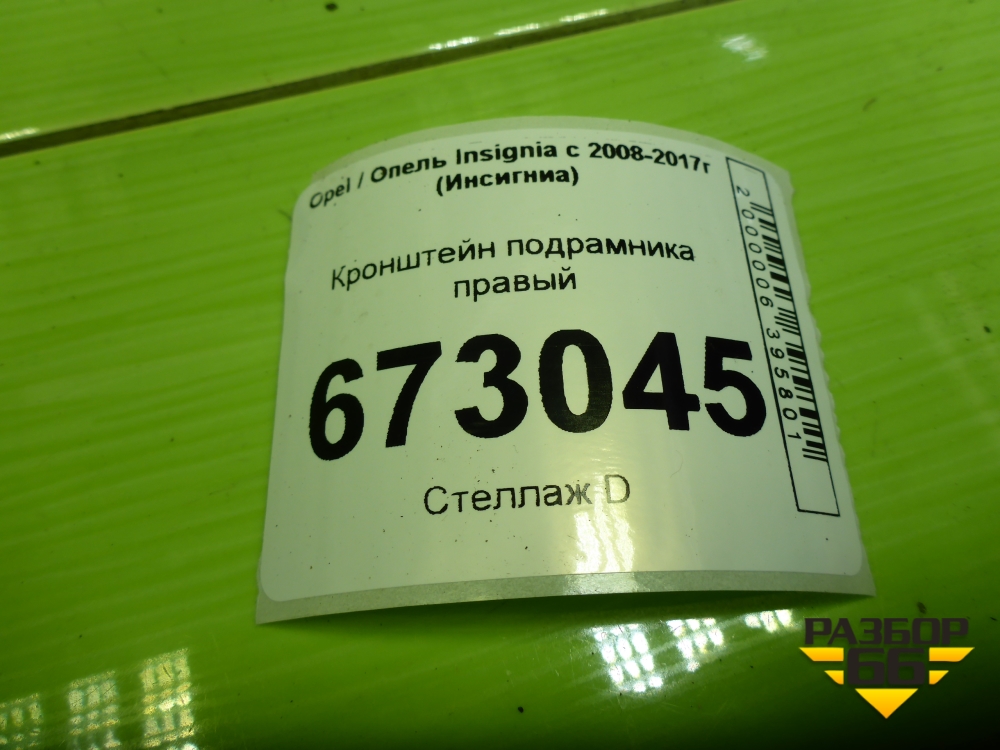 Opel / Опель Insignia с 2008-2017г
(Инсигниа)
Кронштейн подрамника
правый
673045
Стеллаж D
2000006395801
РАЗБОР
66